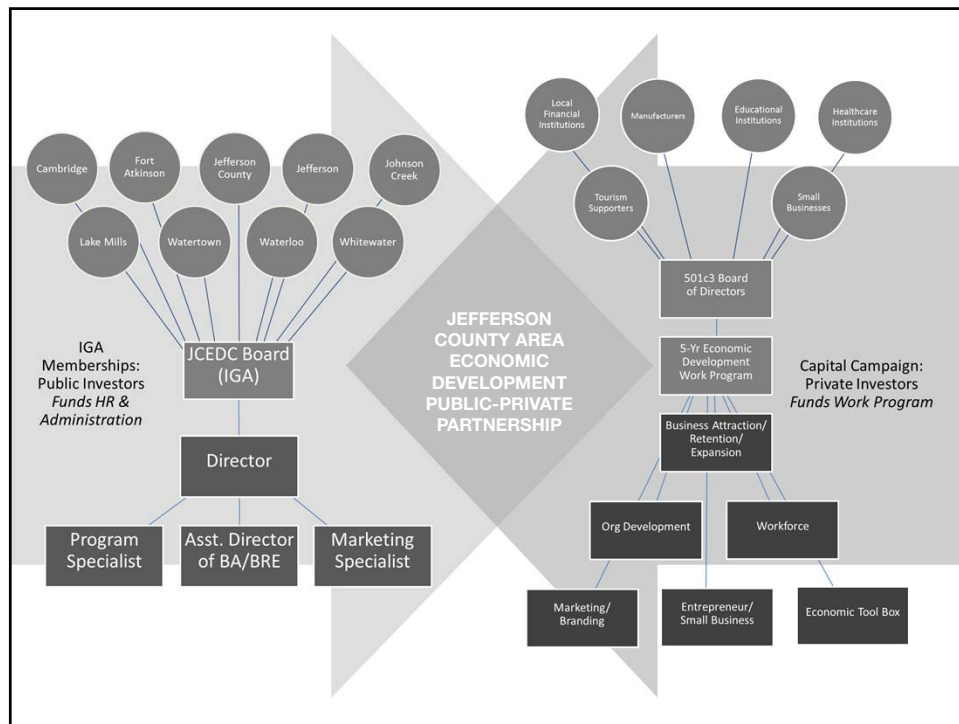 Cambridge
Fort
Atkinson
Jefferson
County
Jefferson
Johnson
Creek
Lake Mills
Watertown
Waterloo
Whitewater
IGA
Memberships:
Public Investors
Funds HR &
Administration
JCEDC Board
(IGA)
Director
Program
Specialist
Asst. Director
of BA/BRE
Marketing
Specialist
JEFFERSON
COUNTY AREA
ECONOMIC
DEVELOPMENT
PUBLIC-PRIVATE
PARTNERSHIP
Local
Financial
Institutions
Manufacturers
Educational
Institutions
Healthcare
Institutions
Tourism
Supporters
Small
Businesses
501c3 Board
of Directors
5-Yr Economic
Development
Work Program
Capital Campaign:
Private Investors
Funds Work Program
Business Attraction/
Retention/
Expansion
Org Development
Workforce
Marketing/
Branding
Entrepreneur/
Small Business
Economic Tool Box